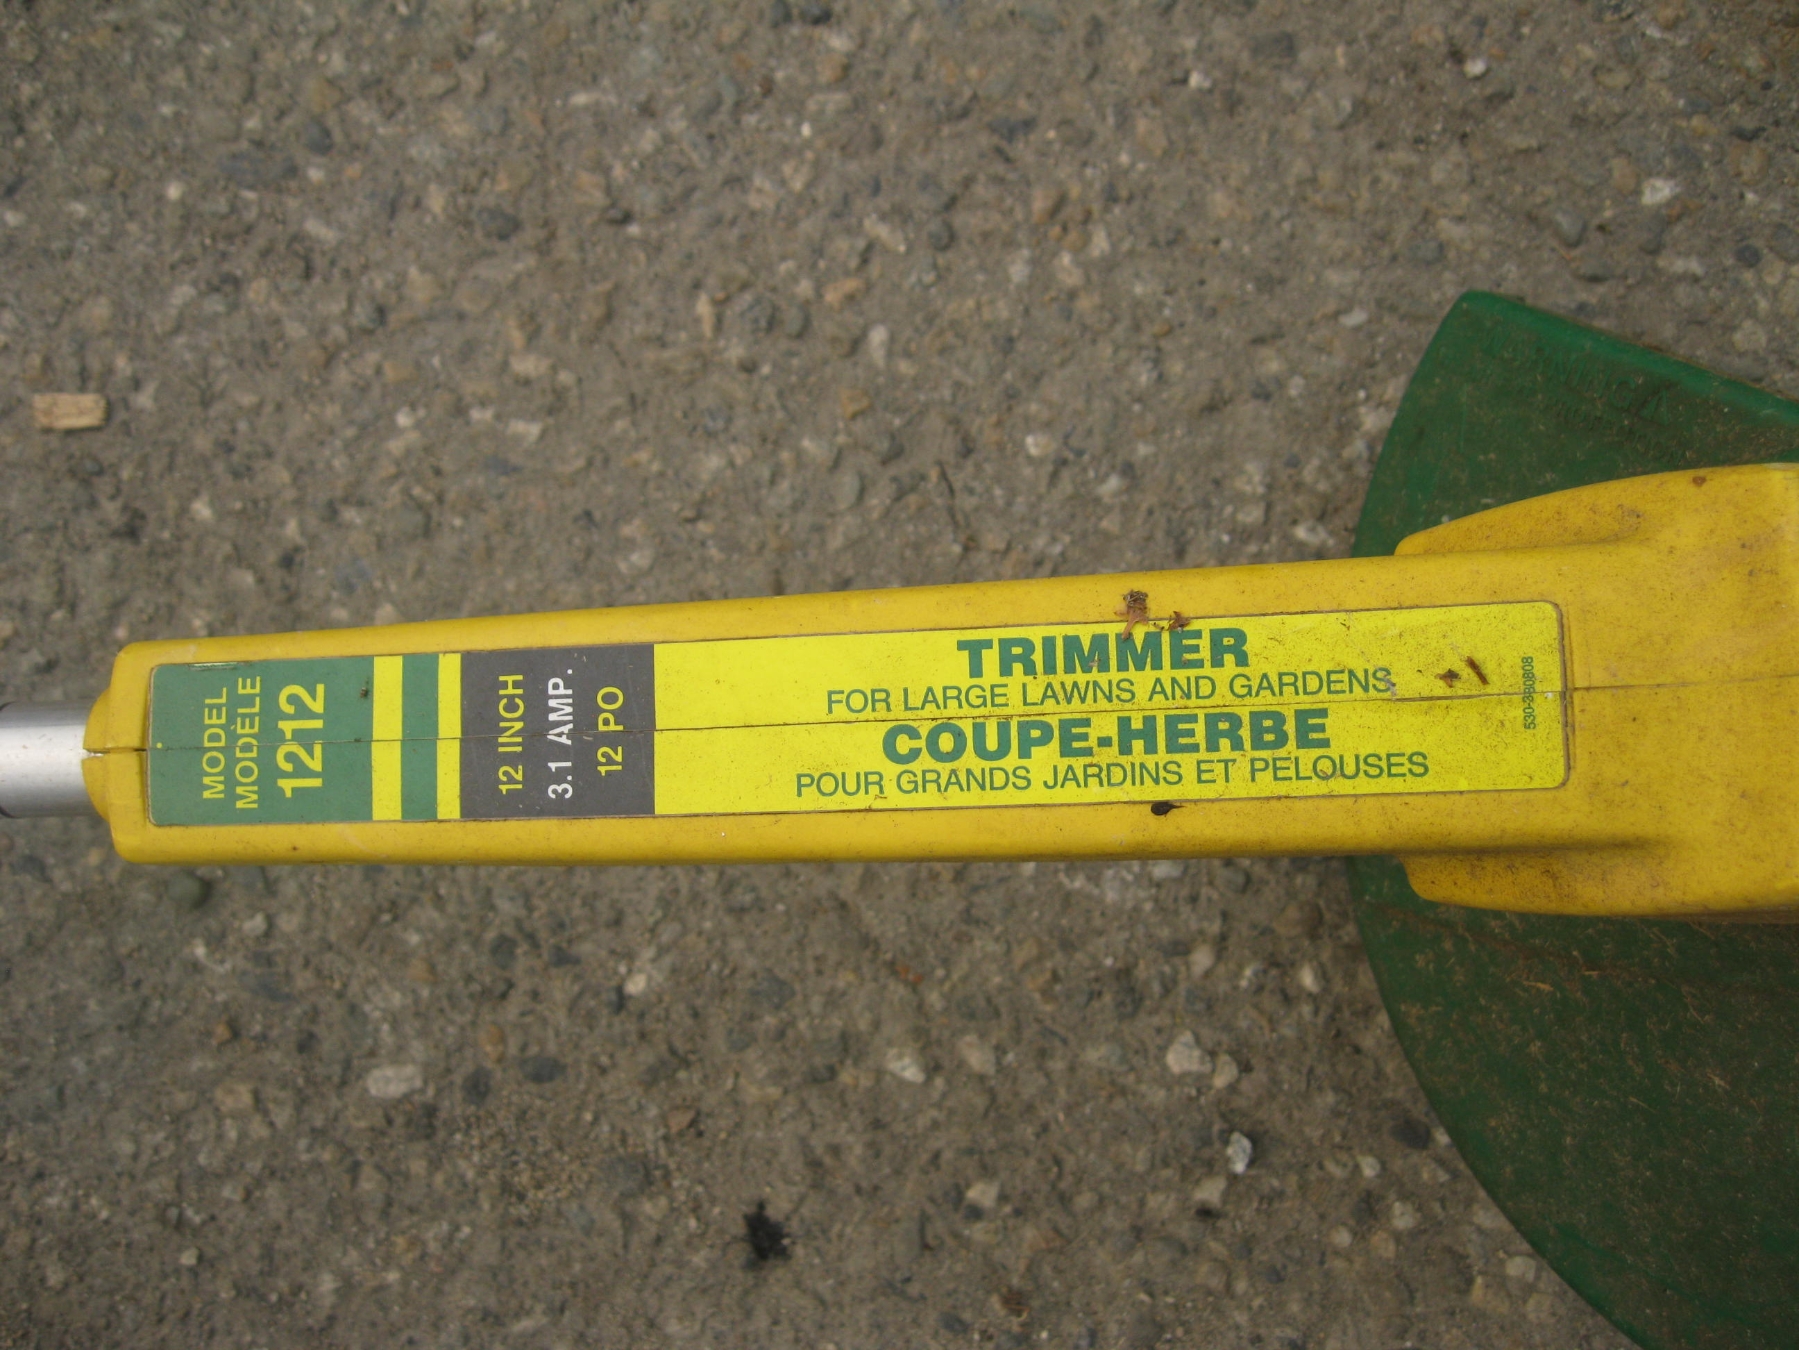 MODEL
MODÈLE
1212
12 INCH
3.1 AMP.
12 PO
TRIMMER
FOR LARGE LAWNS AND GARDENS
COUPE-HERBE
POUR GRANDS JARDINS ET PELOUSES